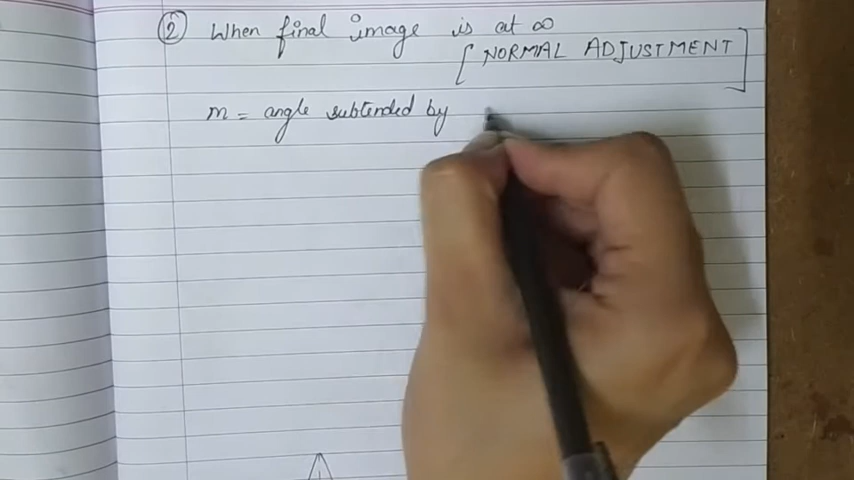 ② When final image is at ∞
[NORMAL ADJUSTMENT]
m = angle subtended by